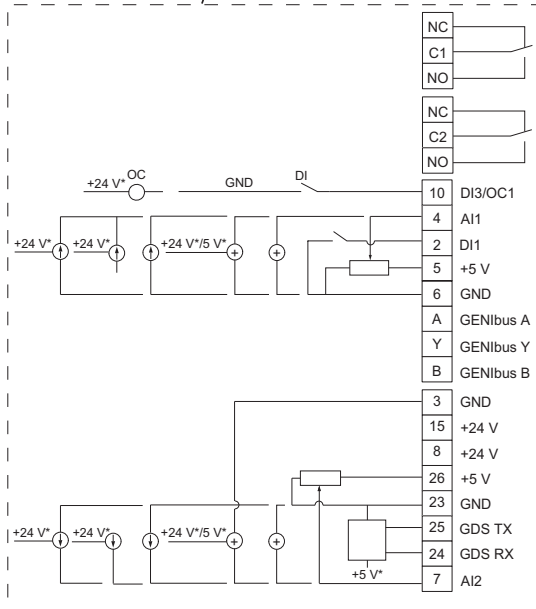 NC
C1
NO
NC
C2
NO
+24 V* OC GND DI 10 DI3/OC1
4 AI1
2 DI1
+24 V* +24 V* +24 V*/5 V*
5 +5 V
6 GND
A GENIbus A
Y GENIbus Y
B GENIbus B
3 GND
15 +24 V
8 +24 V
26 +5 V
23 GND
+24 V* +24 V* +24 V*/5 V* 25 GDS TX
24 GDS RX
+5 V* 7 AI2